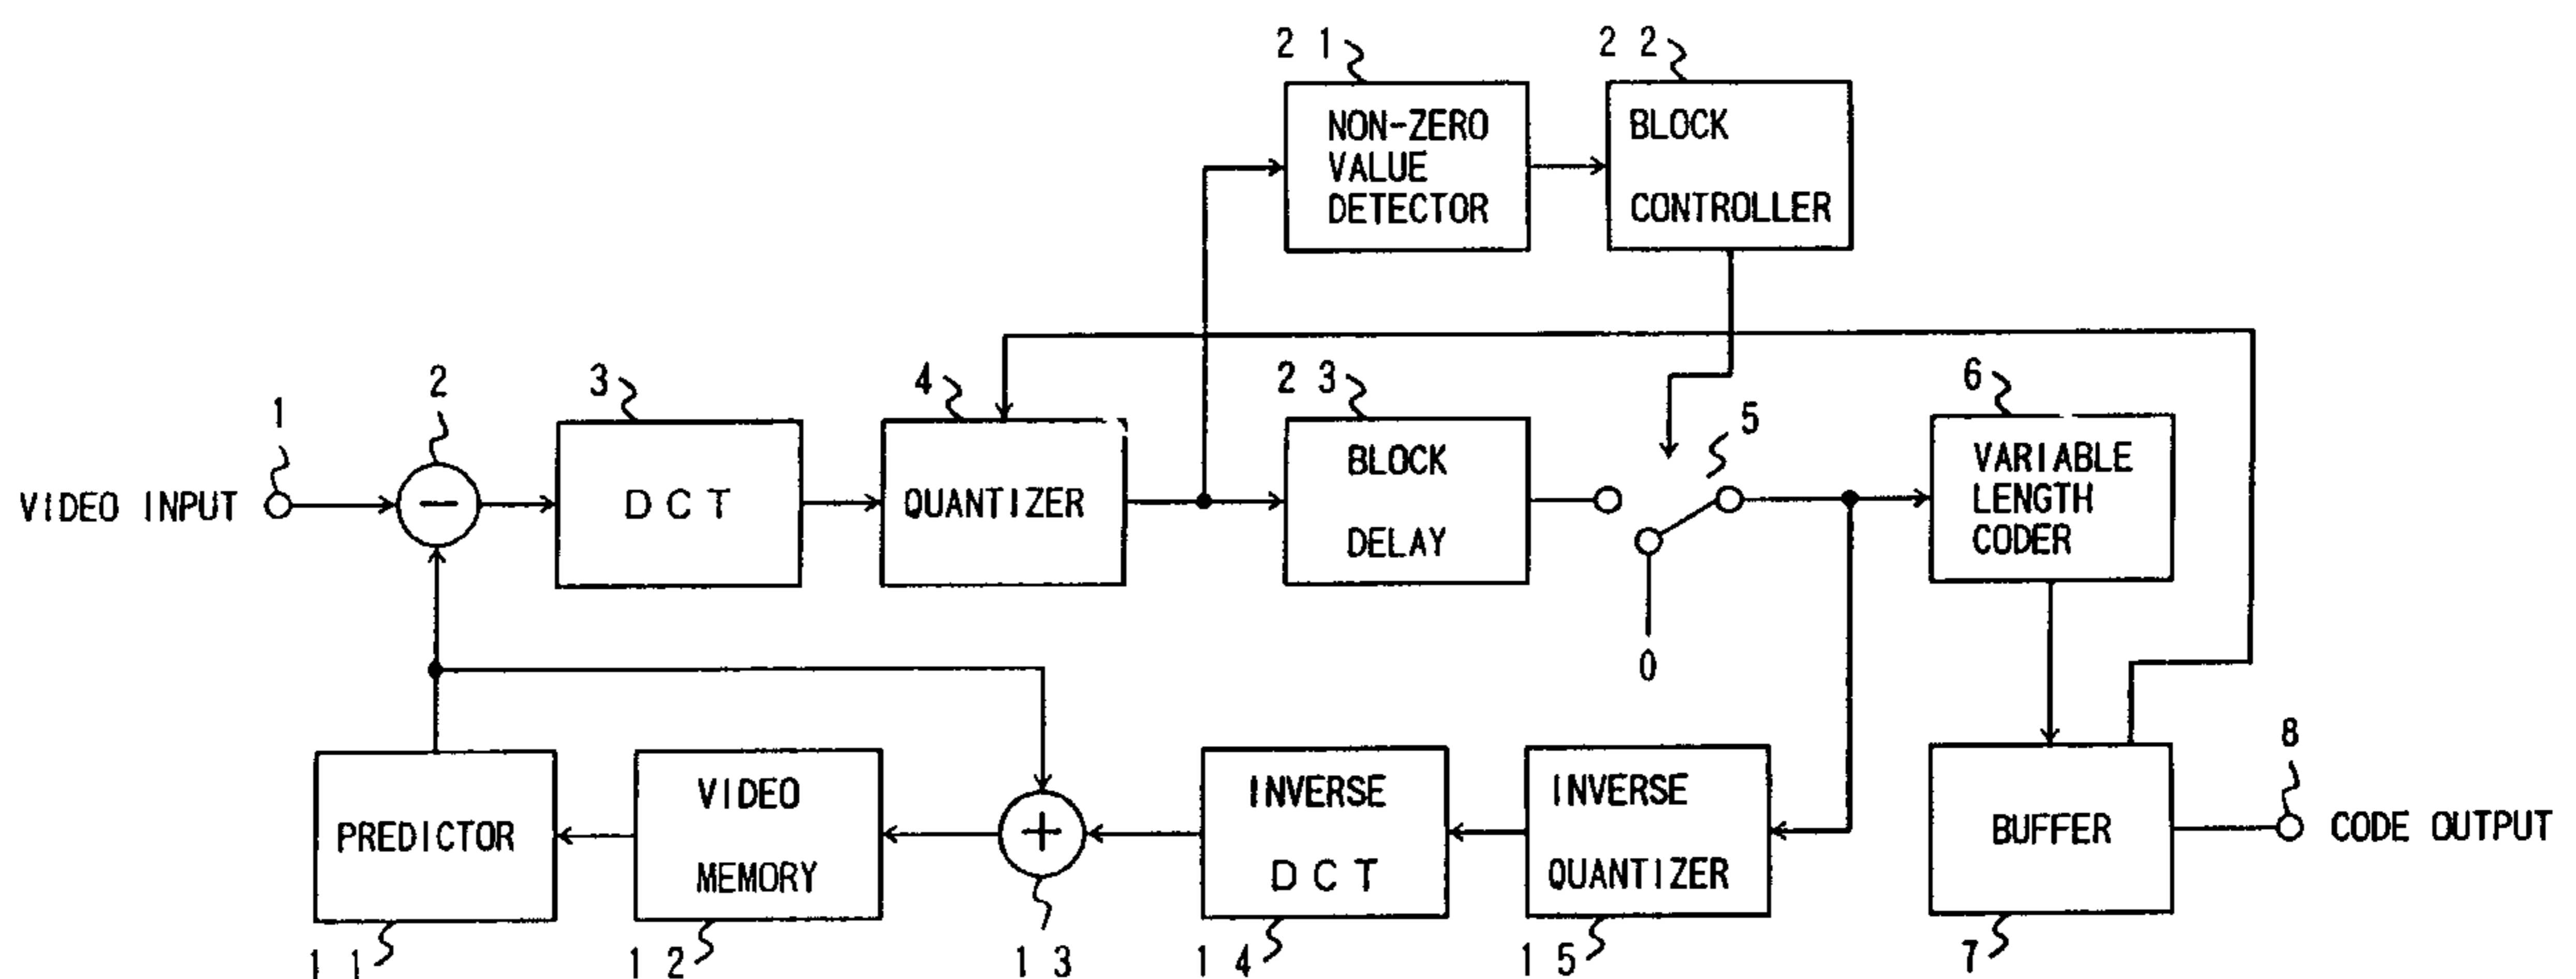 2 1
2 2
NON-ZERO
VALUE
DETECTOR
BLOCK
CONTROLLER
1
2
3
4
2 3
5
6
VIDEO INPUT
−
D C T
QUANTIZER
BLOCK
DELAY
0
VARIABLE
LENGTH
CODER
PREDICTOR
VIDEO
MEMORY
+
INVERSE
D C T
INVERSE
QUANTIZER
BUFFER
8
CODE OUTPUT
1 1
1 2
1 3
1 4
1 5
7